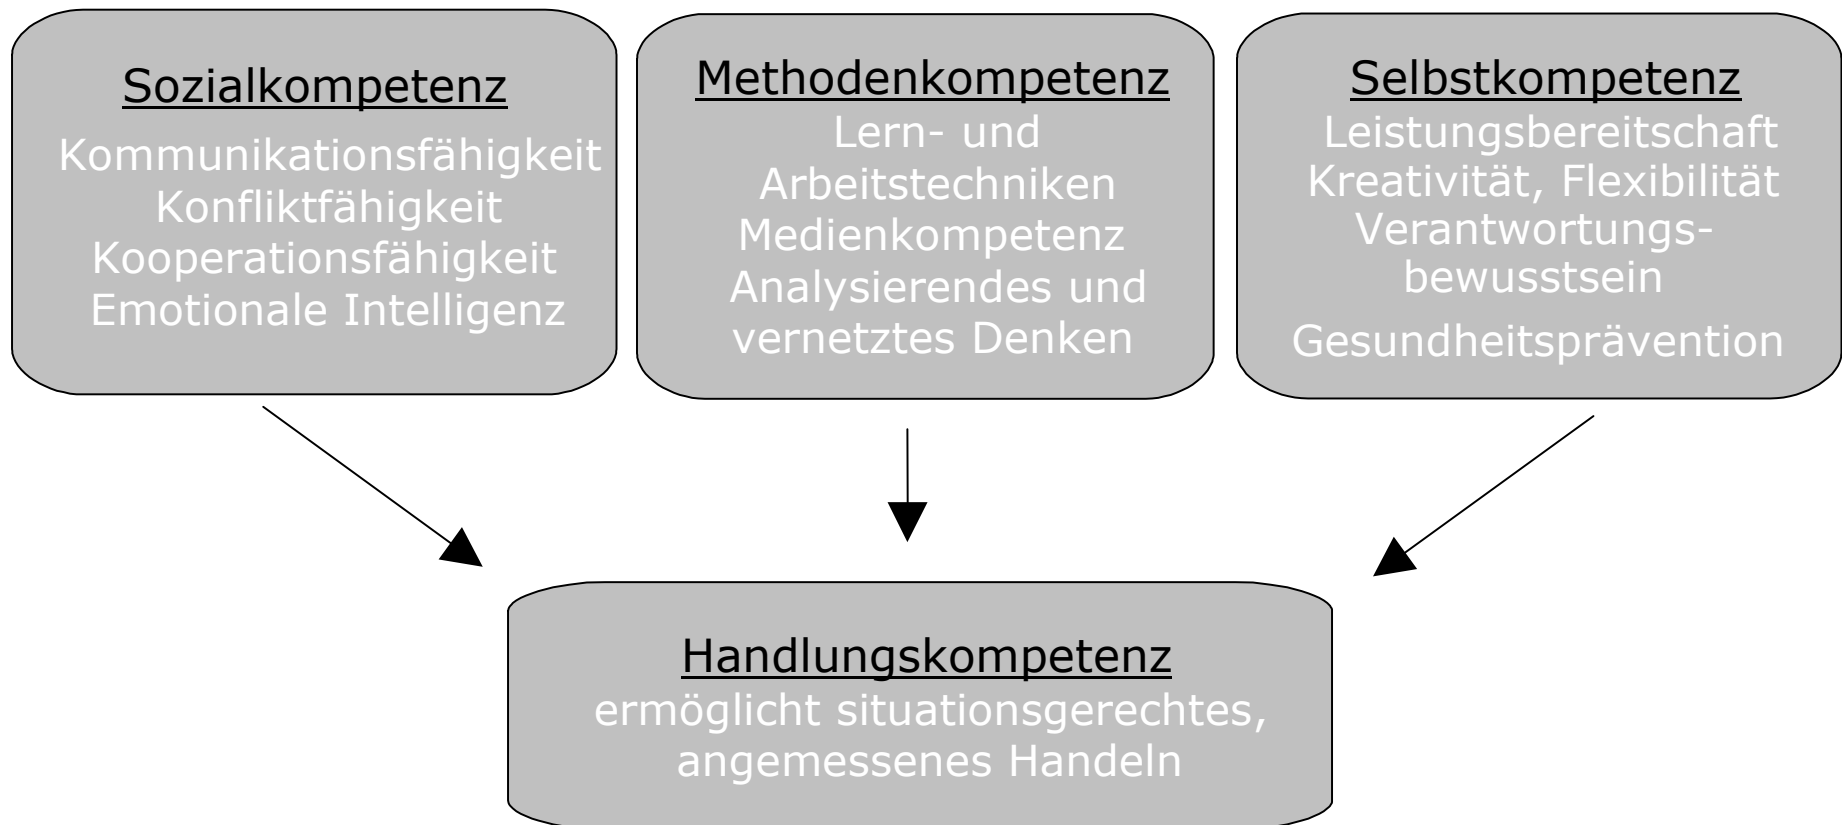 Sozialkompetenz
Kommunikationsfähigkeit
Konfliktfähigkeit
Kooperationsfähigkeit
Emotionale Intelligenz
Methodenkompetenz
Lern- und
Arbeitstechniken
Medienkompetenz
Analysierendes und
vernetztes Denken
Selbstkompetenz
Leistungsbereitschaft
Kreativität, Flexibilität
Verantwortungs-
bewusstsein
Gesundheitsprävention
Handlungskompetenz
ermöglicht situationsgerechtes,
angemessenes Handeln